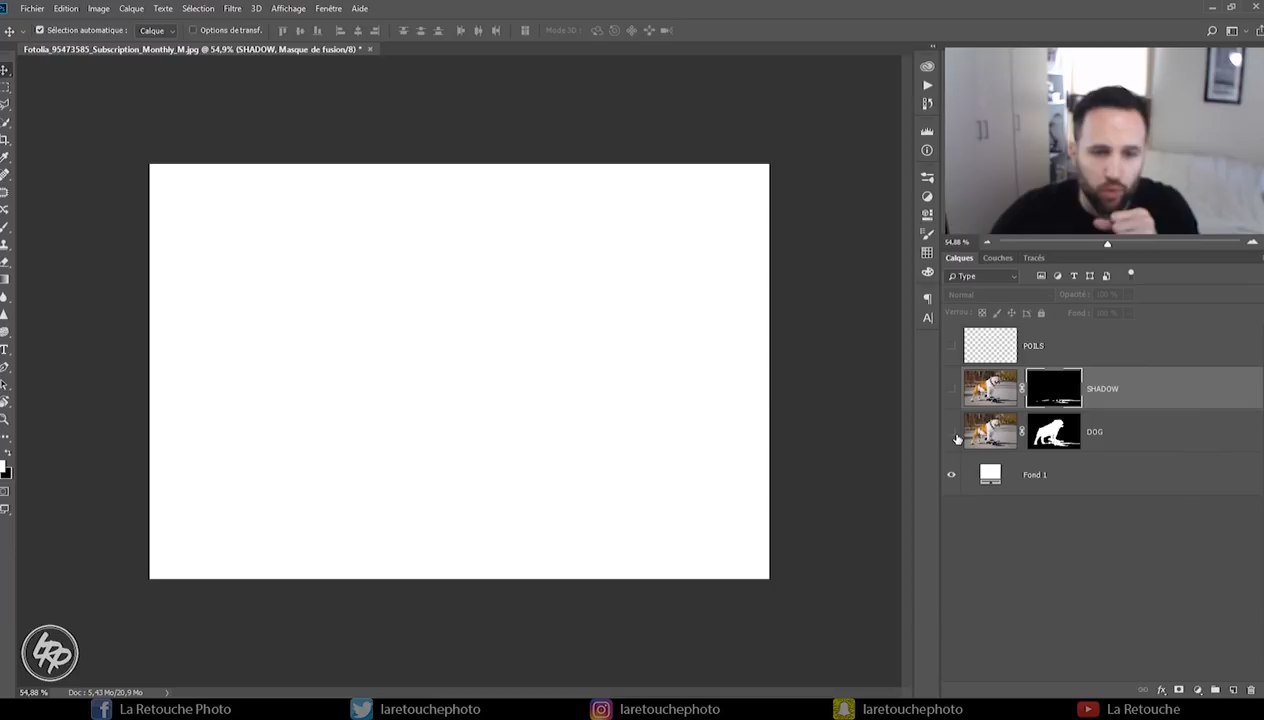 Fichier Edition Image Calque Texte Sélection Filtre 3D Affichage Fenêtre Aide
Sélection automatique : Calque Options de transf. Mode 3D :
Fotolia_95473585_Subscription_Monthly_M.jpg @ 54,9% (SHADOW, Masque de fusion/8) * ×
54,88 %
Calques Couches Tracés
Type
Normal Opacité : 100 %
Verrou : Fond : 100 %
POILS
SHADOW
DOG
Fond 1
LRP
54,88 % Doc : 5,43 Mo/20,9 Mo
La Retouche Photo laretouchephoto laretouchephoto laretouchephoto La Retouche